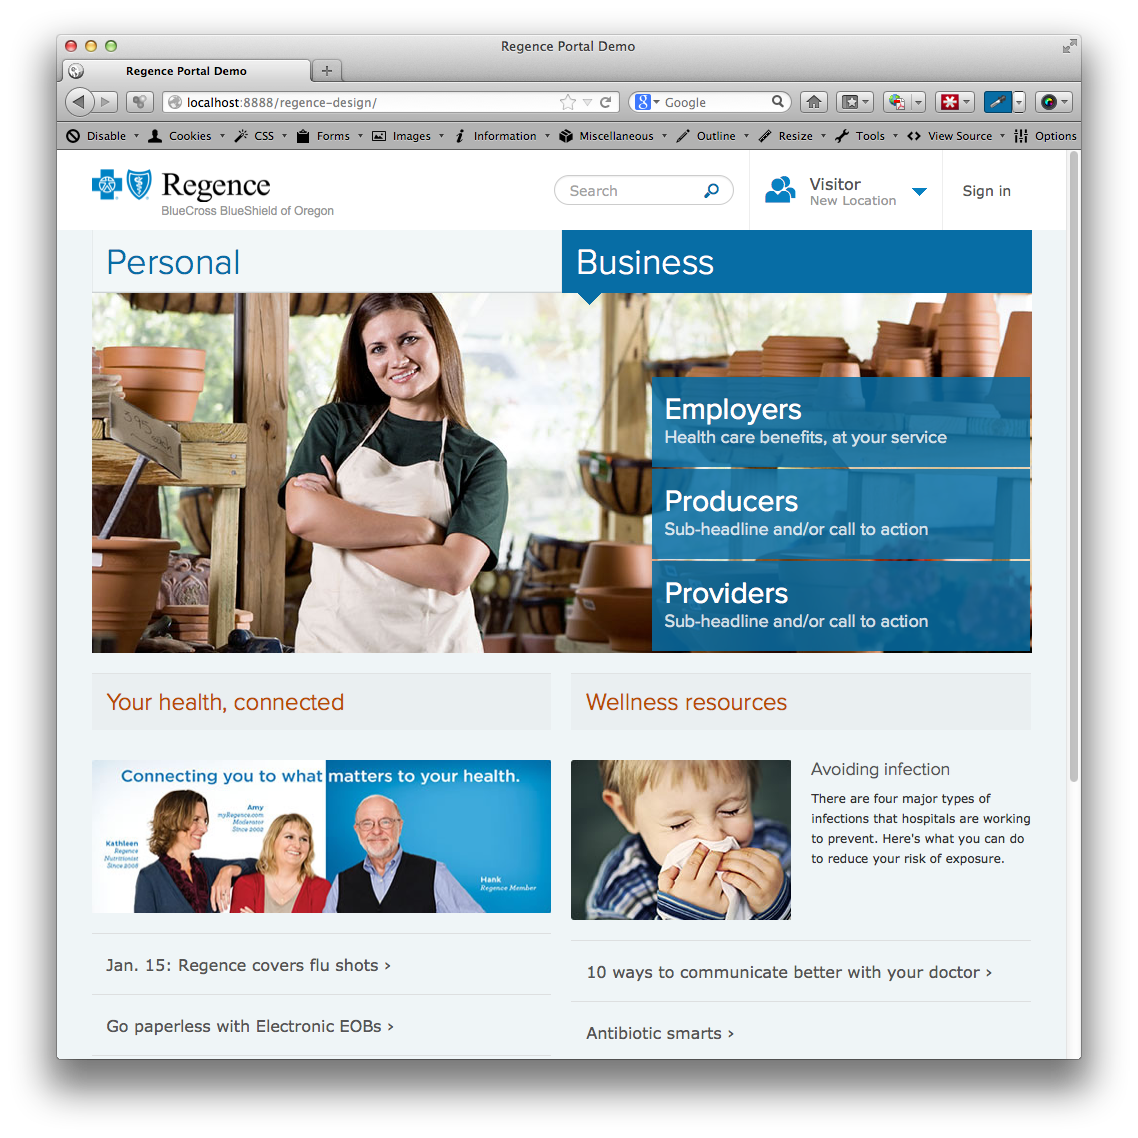 Regence Portal Demo
Regence Portal Demo
localhost:8888/regence-design/
Google
Disable
Cookies
CSS
Forms
Images
Information
Miscellaneous
Outline
Resize
Tools
View Source
Options
Regence
BlueCross BlueShield of Oregon
Search
Visitor
New Location
Sign in
Personal
Business
3.95 each
Employers
Health care benefits, at your service
Producers
Sub-headline and/or call to action
Providers
Sub-headline and/or call to action
Your health, connected
Wellness resources
Connecting you to what matters to your health.
Amy
myRegence.com
Moderator
Since 2002
Kathleen
Regence
Nutritionist
Since 2008
Hank
Regence Member
Avoiding infection
There are four major types of
infections that hospitals are working
to prevent. Here's what you can do
to reduce your risk of exposure.
Jan. 15: Regence covers flu shots ›
10 ways to communicate better with your doctor ›
Go paperless with Electronic EOBs ›
Antibiotic smarts ›